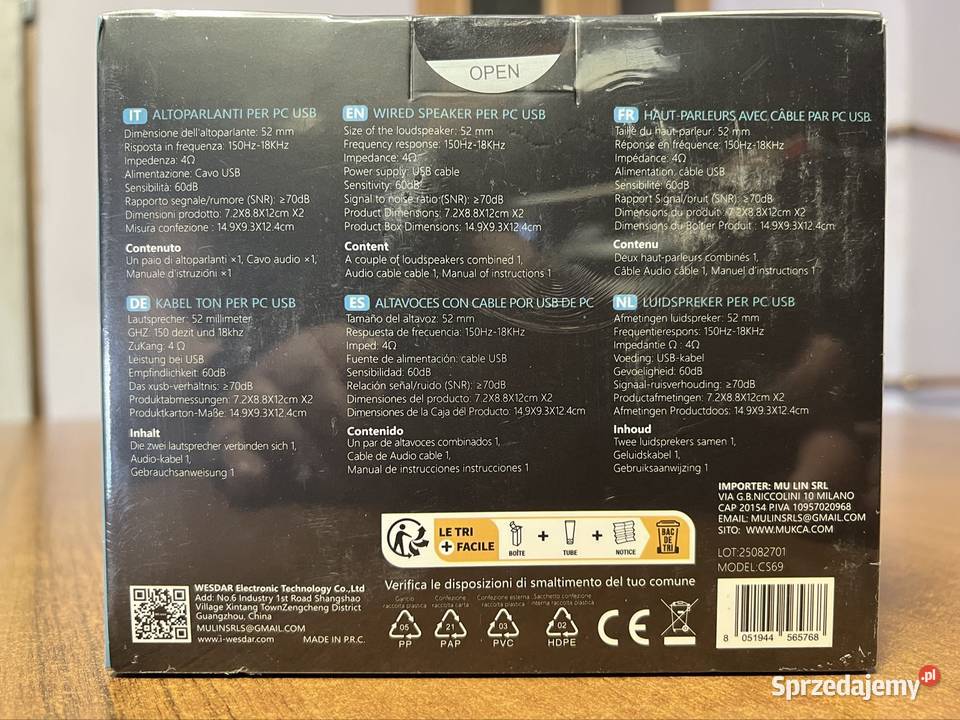 OPEN
IT ALTOPARLANTI PER PC USB
Dimensione dell'altoparlante: 52 mm
Risposta in frequenza: 150Hz-18KHz
Impedenza: 4Ω
Alimentazione: Cavo USB
Sensibilità: 60dB
Rapporto segnale/rumore (SNR): ≥70dB
Dimensioni prodotto: 7.2X8.8X12cm X2
Misura confezione : 14.9X9.3X12.4cm
Contenuto
Un paio di altoparlanti ×1, Cavo audio ×1,
Manuale d'istruzioni ×1
EN WIRED SPEAKER PER PC USB
Size of the loudspeaker: 52 mm
Frequency response: 150Hz-18KHz
Impedance: 4Ω
Power supply: USB cable
Sensitivity: 60dB
Signal to noise ratio (SNR): ≥70dB
Product Dimensions: 7.2X8.8X12cm X2
Product Box Dimensions: 14.9X9.3X12.4cm
Content
A couple of loudspeakers combined 1,
Audio cable cable 1, Manual of instructions 1
FR HAUT-PARLEURS AVEC CÂBLE PAR PC USB
Taille du haut-parleur: 52 mm
Réponse en fréquence: 150Hz-18KHz
Impédance: 4Ω
Alimentation: câble USB
Sensibilité: 60dB
Rapport Signal/bruit (SNR): ≥70dB
Dimensions du produit : 7.2X8.8X12cm X2
Dimensions du Boîtier Produit : 14.9X9.3X12.4cm
Contenu
Deux haut-parleurs combinés 1,
Câble Audio câble 1, Manuel d'instructions 1
DE KABEL TON PER PC USB
Lautsprecher: 52 millimeter
GHZ: 150 dezit und 18khz
ZuKang: 4 Ω
Leistung bei USB
Empfindlichkeit: 60dB
Das xusb-verhältnis: ≥70dB
Produktabmessungen: 7.2X8.8X12cm X2
Produktkarton-Maße: 14.9X9.3X12.4cm
Inhalt
Die zwei lautsprecher verbinden sich 1,
Audio-kabel 1,
Gebrauchsanweisung 1
ES ALTAVOCES CON CABLE POR USB DE PC
Tamaño del altavoz: 52 mm
Respuesta de frecuencia: 150Hz-18KHz
Imped: 4Ω
Fuente de alimentación: cable USB
Sensibilidad: 60dB
Relación señal/ruido (SNR): ≥70dB
Dimensiones del producto: 7.2X8.8X12cm X2
Dimensiones de la Caja del Producto: 14.9X9.3X12.4cm
Contenido
Un par de altavoces combinados 1,
Cable de Audio cable 1,
Manual de instrucciones instrucciones 1
NL LUIDSPREKER PER PC USB
Afmetingen luidspreker: 52 mm
Frequentierespons: 150Hz-18KHz
Impedantie Ω : 4Ω
Voeding: USB-kabel
Gevoeligheid: 60dB
Signaal-ruisverhouding: ≥70dB
Productafmetingen: 7.2X8.8X12cm X2
Afmetingen Productdoos: 14.9X9.3X12.4cm
Inhoud
Twee luidsprekers samen 1,
Geluidskabel 1,
Gebruiksaanwijzing 1
IMPORTER: MU LIN SRL
VIA G.B.NICCOLINI 10 MILANO
CAP 20154 P.IVA 10957020968
EMAIL: MULINSRLS@GMAIL.COM
SITO: WWW.MUKCA.COM
LOT:25082701
MODEL:CS69
8 051944 565768
LE TRI
+ FACILE
BOÎTE + TUBE + NOTICE
BAC DE TRI
Verifica le disposizioni di smaltimento del tuo comune
Gancio raccolta plastica
Confezione raccolta carta
Confezione esterna raccolta plastica
Sacchetto confezione interna raccolta plastica
05 PP
21 PAP
03 PVC
02 HDPE
CE
WESDAR Electronic Technology Co.,Ltd
Add: No.6 Industry 1st Road Shangshao
Village Xintang TownZengcheng District
Guangzhou, China
MULINSRLS@GMAIL.COM
www.i-wesdar.com MADE IN P.R.C.
Sprzedajemy.pl